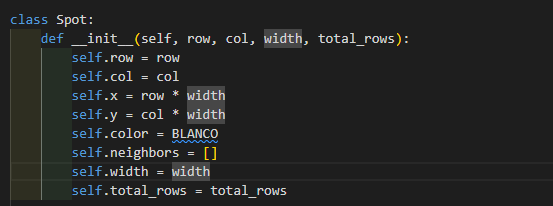 class Spot:
    def __init__(self, row, col, width, total_rows):
        self.row = row
        self.col = col
        self.x = row * width
        self.y = col * width
        self.color = BLANCO
        self.neighbors = []
        self.width = width
        self.total_rows = total_rows